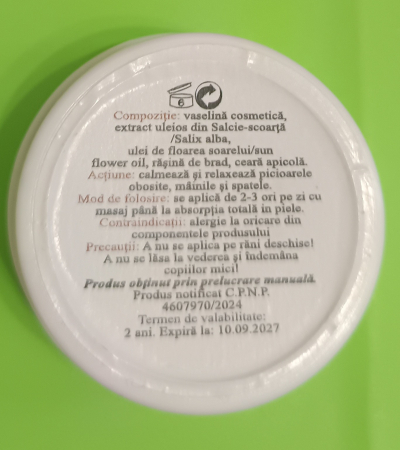 6
Compoziție: vaselină cosmetică,
extract uleios din Salcie-scoarță
/Salix alba,
ulei de floarea soarelui/sun
flower oil, rășină de brad, ceară apicolă.
Acțiune: calmează și relaxează picioarele
obosite, mâinile și spatele.
Mod de folosire: se aplică de 2-3 ori pe zi cu
masaj până la absorpția totală în piele.
Contraindicații: alergie la oricare din
componentele produsului
Precauții: A nu se aplica pe răni deschise!
A nu se lăsa la vederea și îndemâna
copiilor mici!
Produs obținut prin prelucrare manuală.
Produs notificat C.P.N.P.
4607970/2024
Termen de valabilitate:
2 ani. Expiră la: 10.09.2027